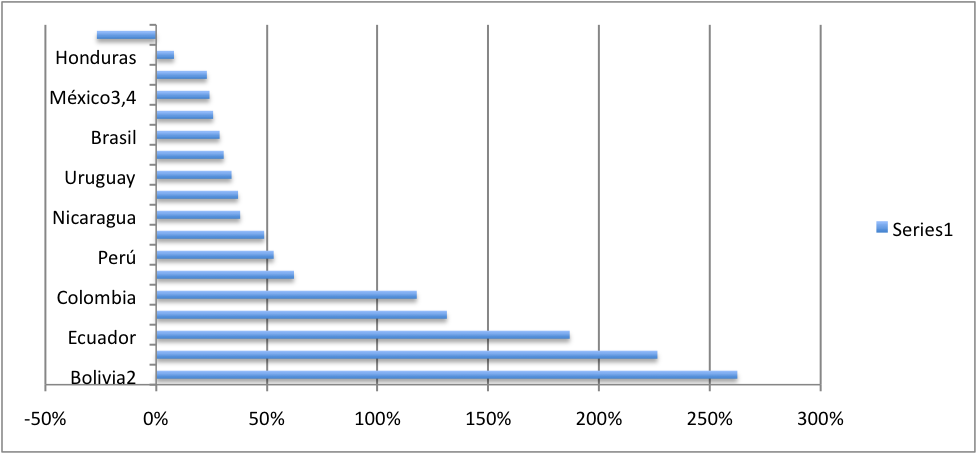 Honduras
México3,4
Brasil
Uruguay
Nicaragua
Perú
Colombia
Ecuador
Bolivia2
Series1
-50% 0% 50% 100% 150% 200% 250% 300%